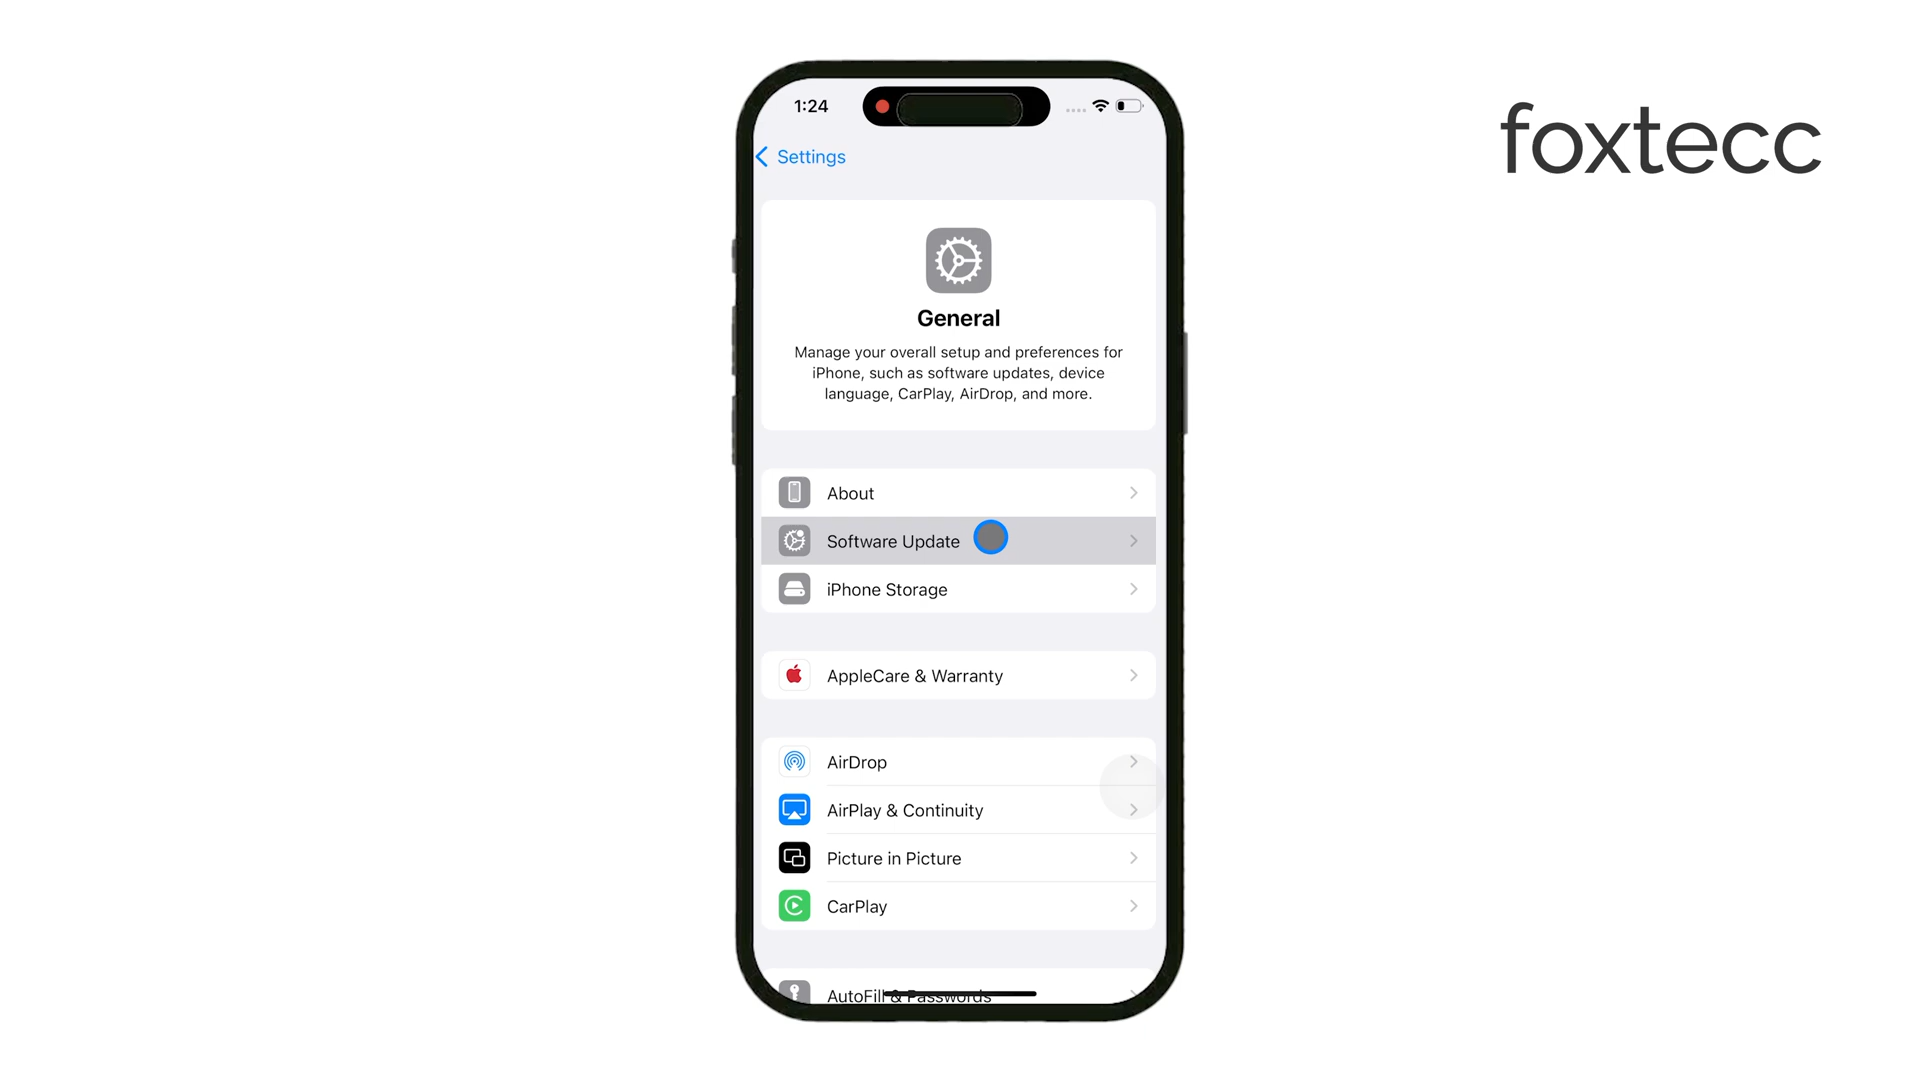 1:24
foxtecc
Settings
General
Manage your overall setup and preferences for
iPhone, such as software updates, device
language, CarPlay, AirDrop, and more.
About
Software Update
iPhone Storage
AppleCare & Warranty
AirDrop
AirPlay & Continuity
Picture in Picture
CarPlay
AutoFill & Passwords